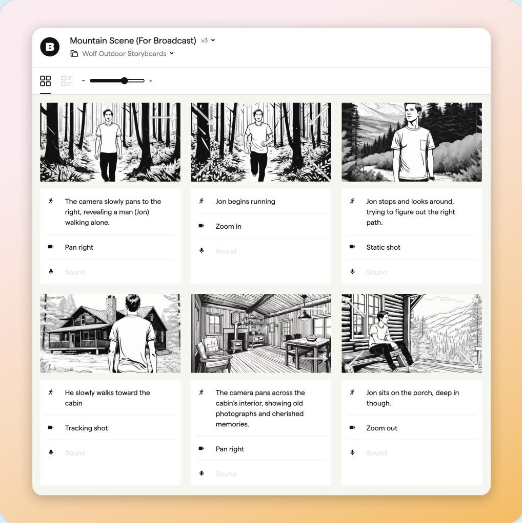 B
Mountain Scene (For Broadcast) v3
Wolf Outdoor Storyboards
- +
The camera slowly pans to the
right, revealing a man (Jon)
walking alone.
Pan right
Sound
Jon begins running
Zoom in
Sound
Jon stops and looks around,
trying to figure out the right
path.
Static shot
Sound
He slowly walks toward the
cabin
Tracking shot
Sound
The camera pans across the
cabin's interior, showing old
photographs and cherished
memories.
Pan right
Sound
Jon sits on the porch, deep in
though.
Zoom out
Sound